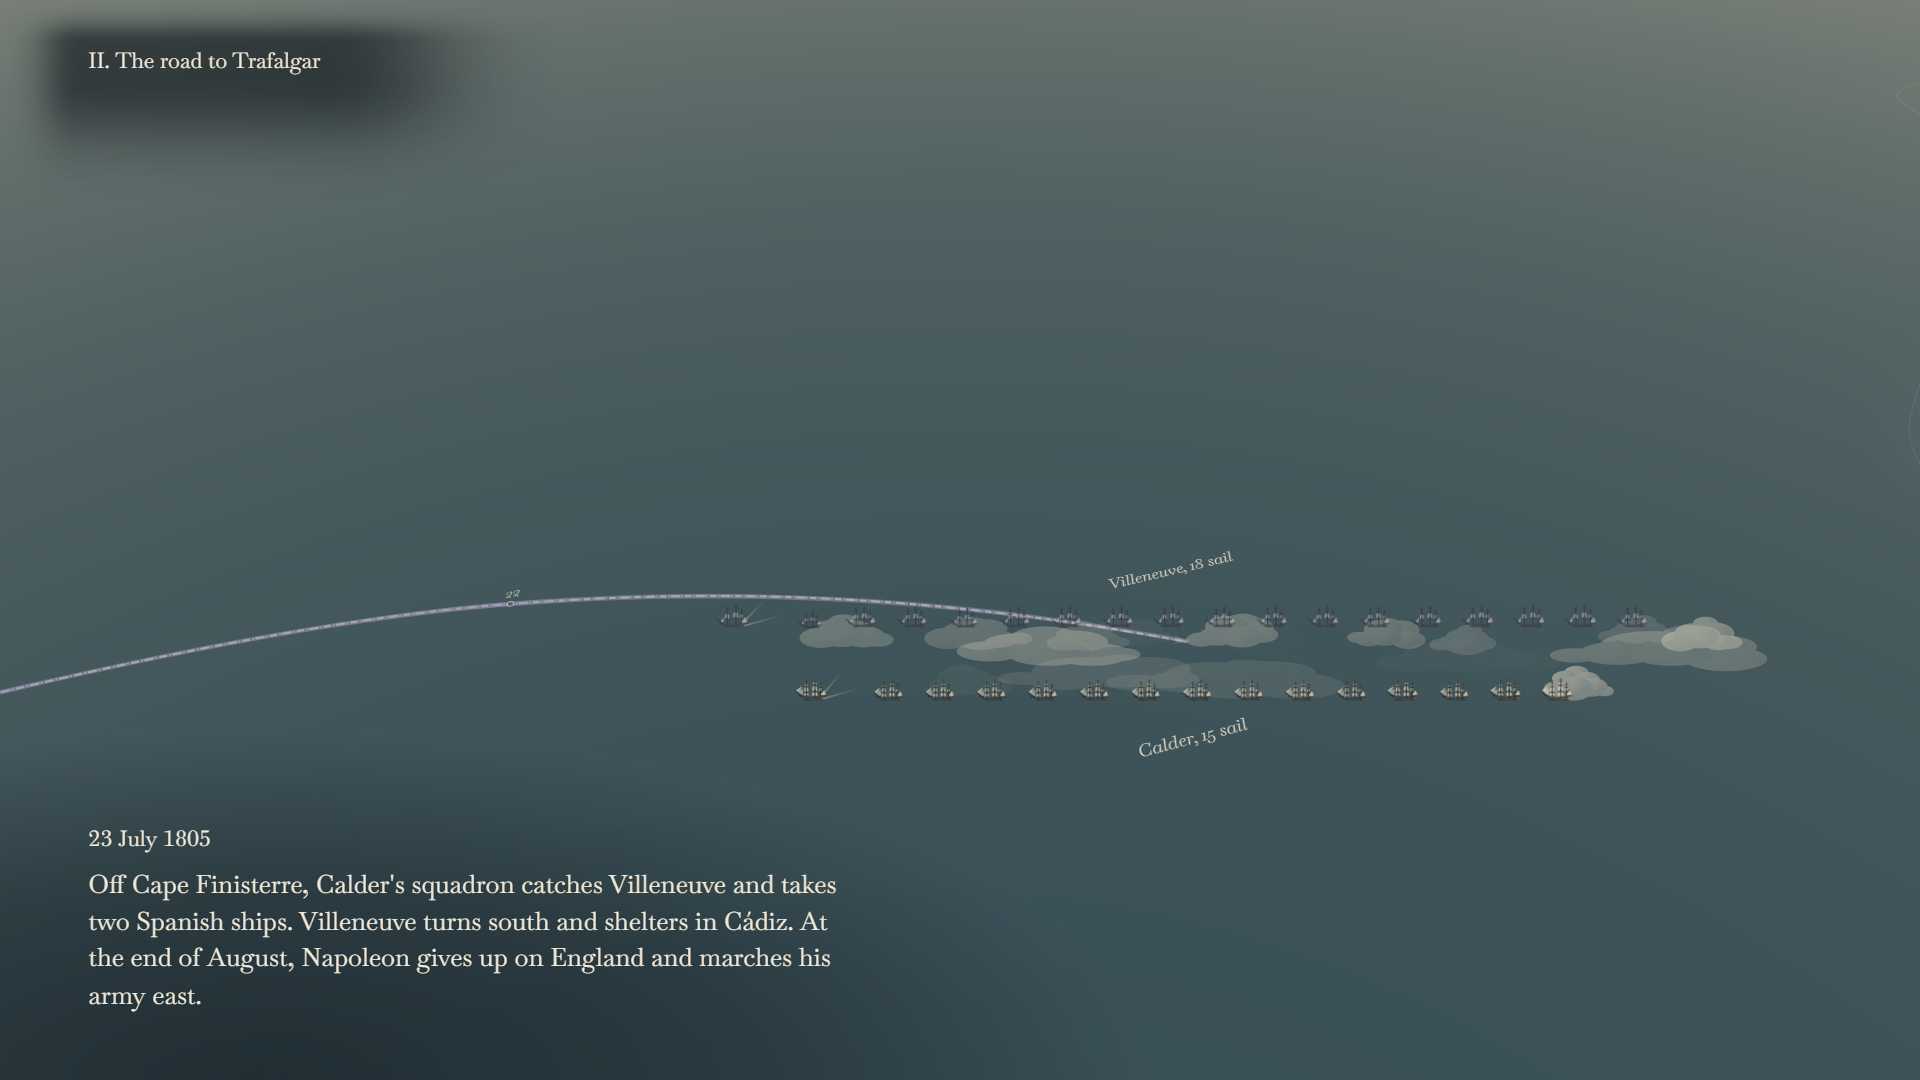 II. The road to Trafalgar
22
Villeneuve, 18 sail
Calder, 15 sail
23 July 1805
Off Cape Finisterre, Calder's squadron catches Villeneuve and takes
two Spanish ships. Villeneuve turns south and shelters in Cádiz. At
the end of August, Napoleon gives up on England and marches his
army east.